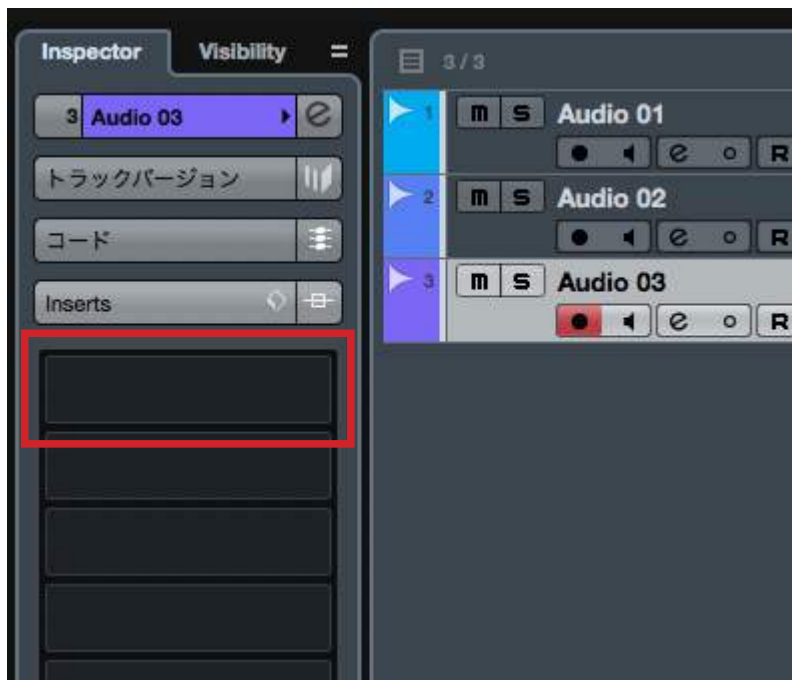 Inspector Visibility
3/3
3 Audio 03 e
トラックバージョン
コード
Inserts
1 m S Audio 01
e R
2 m S Audio 02
e R
3 m S Audio 03
e R